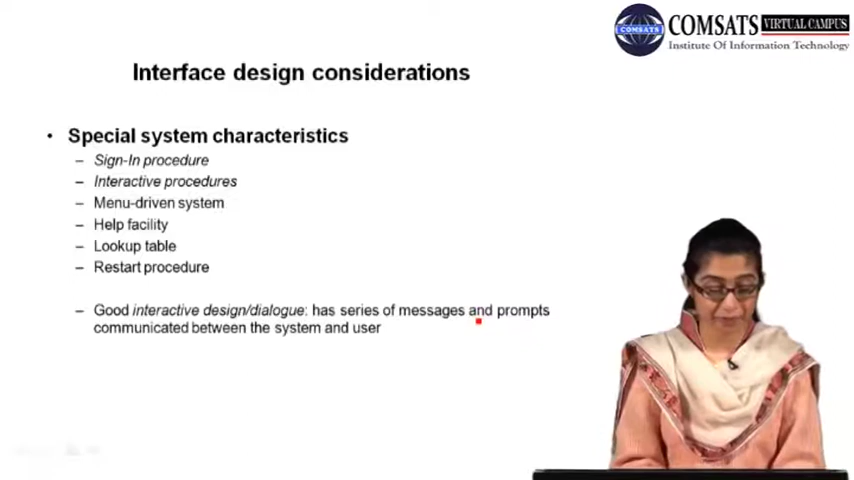 COMSATS
COMSATS VIRTUAL CAMPUS
Institute Of Information Technology
Interface design considerations
• Special system characteristics
– Sign-In procedure
– Interactive procedures
– Menu-driven system
– Help facility
– Lookup table
– Restart procedure
– Good interactive design/dialogue: has series of messages and prompts
communicated between the system and user